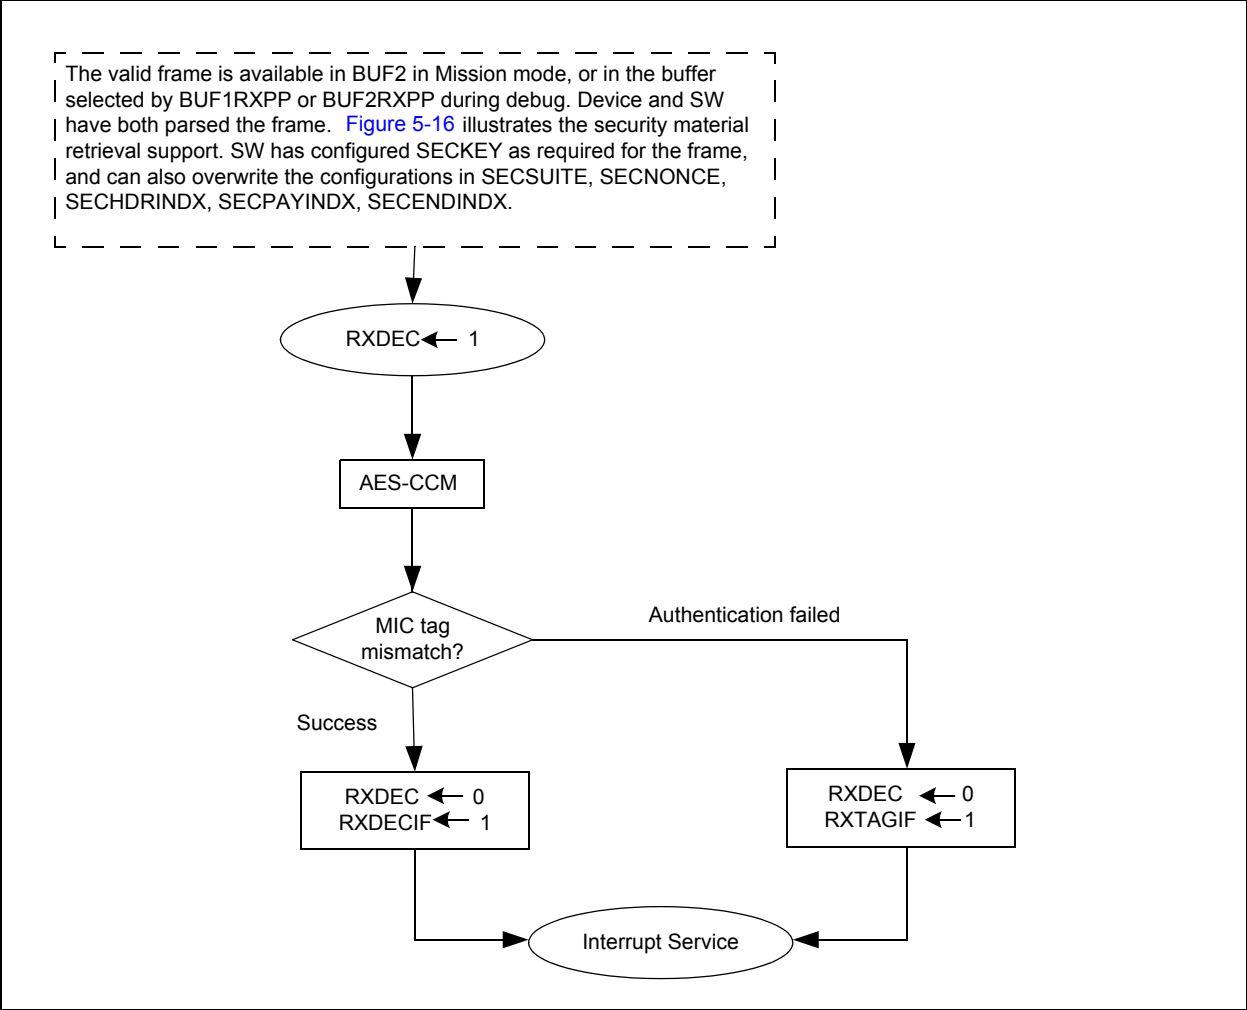 The valid frame is available in BUF2 in Mission mode, or in the buffer
selected by BUF1RXPP or BUF2RXPP during debug. Device and SW
have both parsed the frame. Figure 5-16 illustrates the security material
retrieval support. SW has configured SECKEY as required for the frame,
and can also overwrite the configurations in SECSUITE, SECNONCE,
SECHDRINDX, SECPAYINDX, SECENDINDX.
RXDEC ← 1
AES-CCM
MIC tag
mismatch?
Authentication failed
Success
RXDEC ← 0
RXDECIF ← 1
RXDEC ← 0
RXTAGIF ← 1
Interrupt Service